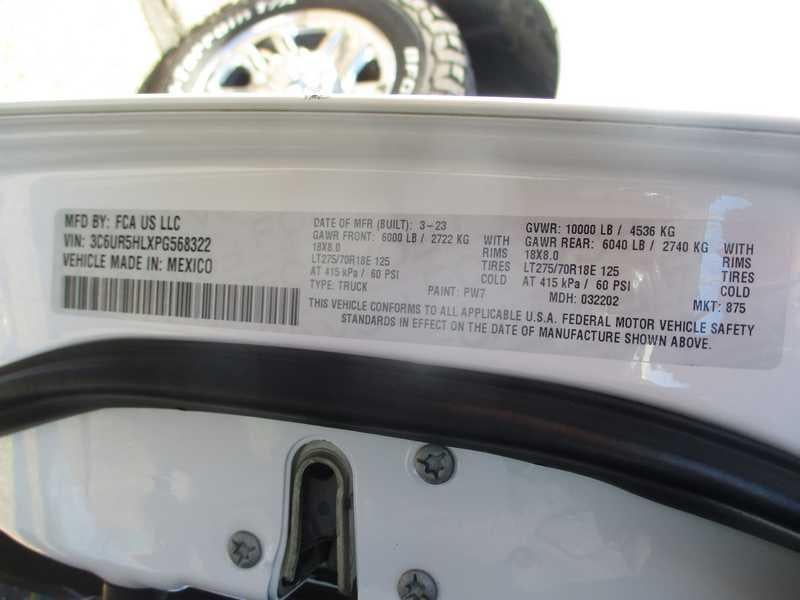 Terrain T/A
MFD BY: FCA US LLC
VIN: 3C6UR5HLXPG568322
VEHICLE MADE IN: MEXICO
DATE OF MFR (BUILT): 3-23
GAWR FRONT: 6000 LB / 2722 KG WITH
18X8.0 RIMS
LT275/70R18E 125 TIRES
AT 415 kPa / 60 PSI COLD
TYPE: TRUCK PAINT: PW7
GVWR: 10000 LB / 4536 KG
GAWR REAR: 6040 LB / 2740 KG WITH
18X8.0 RIMS
LT275/70R18E 125 TIRES
AT 415 kPa / 60 PSI COLD
MDH: 032202 MKT: 875
THIS VEHICLE CONFORMS TO ALL APPLICABLE U.S.A. FEDERAL MOTOR VEHICLE SAFETY
STANDARDS IN EFFECT ON THE DATE OF MANUFACTURE SHOWN ABOVE.